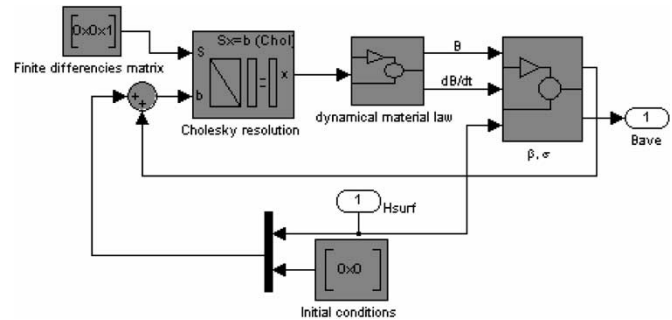 [0x0x1]
Finite differencies matrix
Sx=b (Chol)
S
b
x
Cholesky resolution
dynamical material law
B
dB/dt
β, σ
1
Bave
1
Hsurf
[0x0]
Initial conditions
+
+